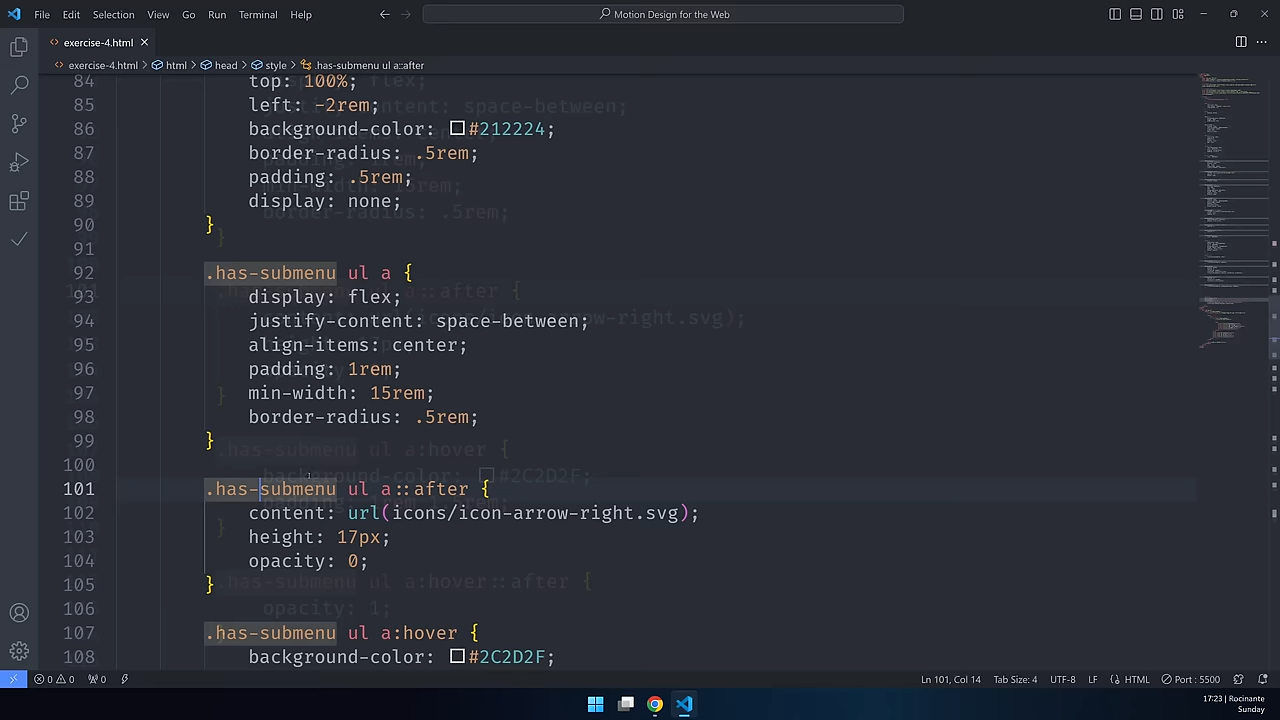 File Edit Selection View Go Run Terminal Help
Motion Design for the Web
exercise-4.html
exercise-4.html > html > head > style > .has-submenu ul a::after
84 top: 100%;
85 left: -2rem;
86 background-color: #212224;
87 border-radius: .5rem;
88 padding: .5rem;
89 display: none;
90 }
91
92 .has-submenu ul a {
93 display: flex;
94 justify-content: space-between;
95 align-items: center;
96 padding: 1rem;
97 min-width: 15rem;
98 border-radius: .5rem;
99 }
100
101 .has-submenu ul a::after {
102 content: url(icons/icon-arrow-right.svg);
103 height: 17px;
104 opacity: 0;
105 }
106
107 .has-submenu ul a:hover {
108 background-color: #2C2D2F;
0 0 0 Ln 101, Col 14 Tab Size: 4 UTF-8 LF HTML Port : 5500
17:23 | Rocinante
Sunday